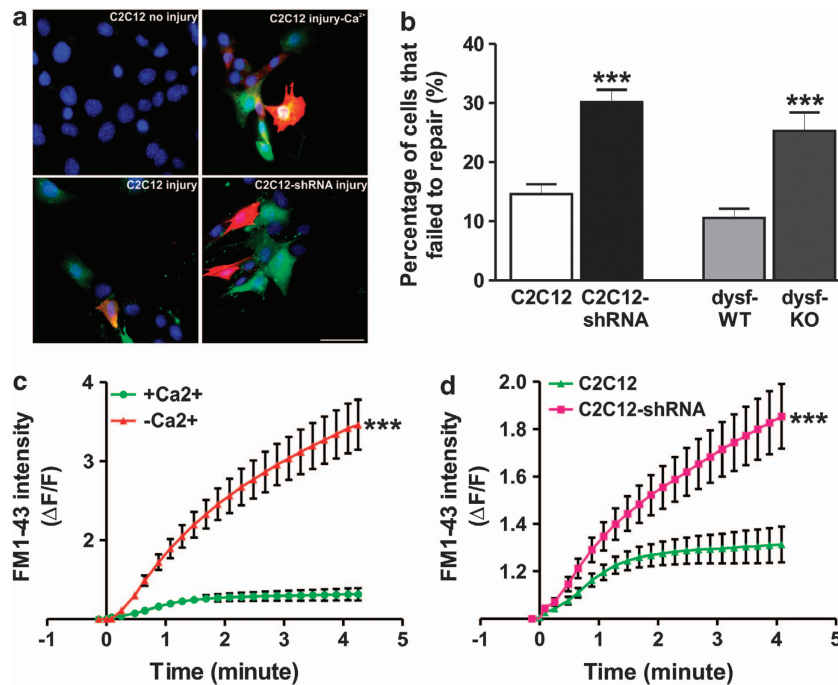 a
C2C12 no injury
C2C12 injury-Ca²⁺
C2C12 injury
C2C12-shRNA injury
b
Percentage of cells that
failed to repair (%)
40
30
20
10
0
***
***
C2C12
C2C12-
shRNA
dysf-
WT
dysf-
KO
c
FM1-43 intensity
(△F/F)
4
3
2
+Ca2+
-Ca2+
***
-1 0 1 2 3 4 5
Time (minute)
d
FM1-43 intensity
(△F/F)
2.0
1.8
1.6
1.4
1.2
C2C12
C2C12-shRNA
***
-1 0 1 2 3 4 5
Time (minute)